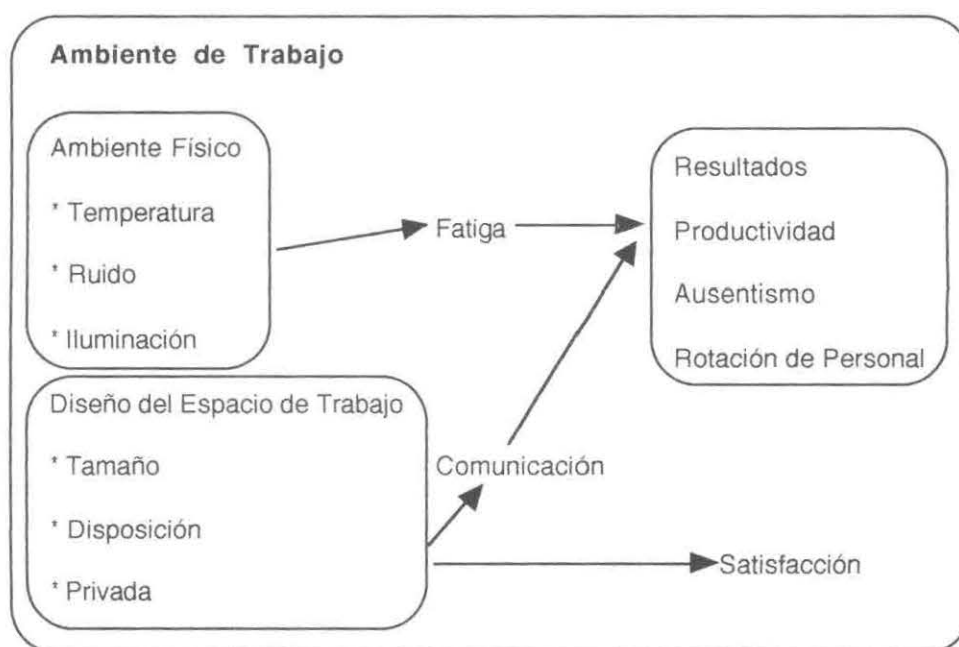 Ambiente de Trabajo
Ambiente Físico
* Temperatura
* Ruido
* Iluminación
Fatiga
Resultados
Productividad
Ausentismo
Rotación de Personal
Diseño del Espacio de Trabajo
* Tamaño
* Disposición
* Privada
Comunicación
Satisfacción